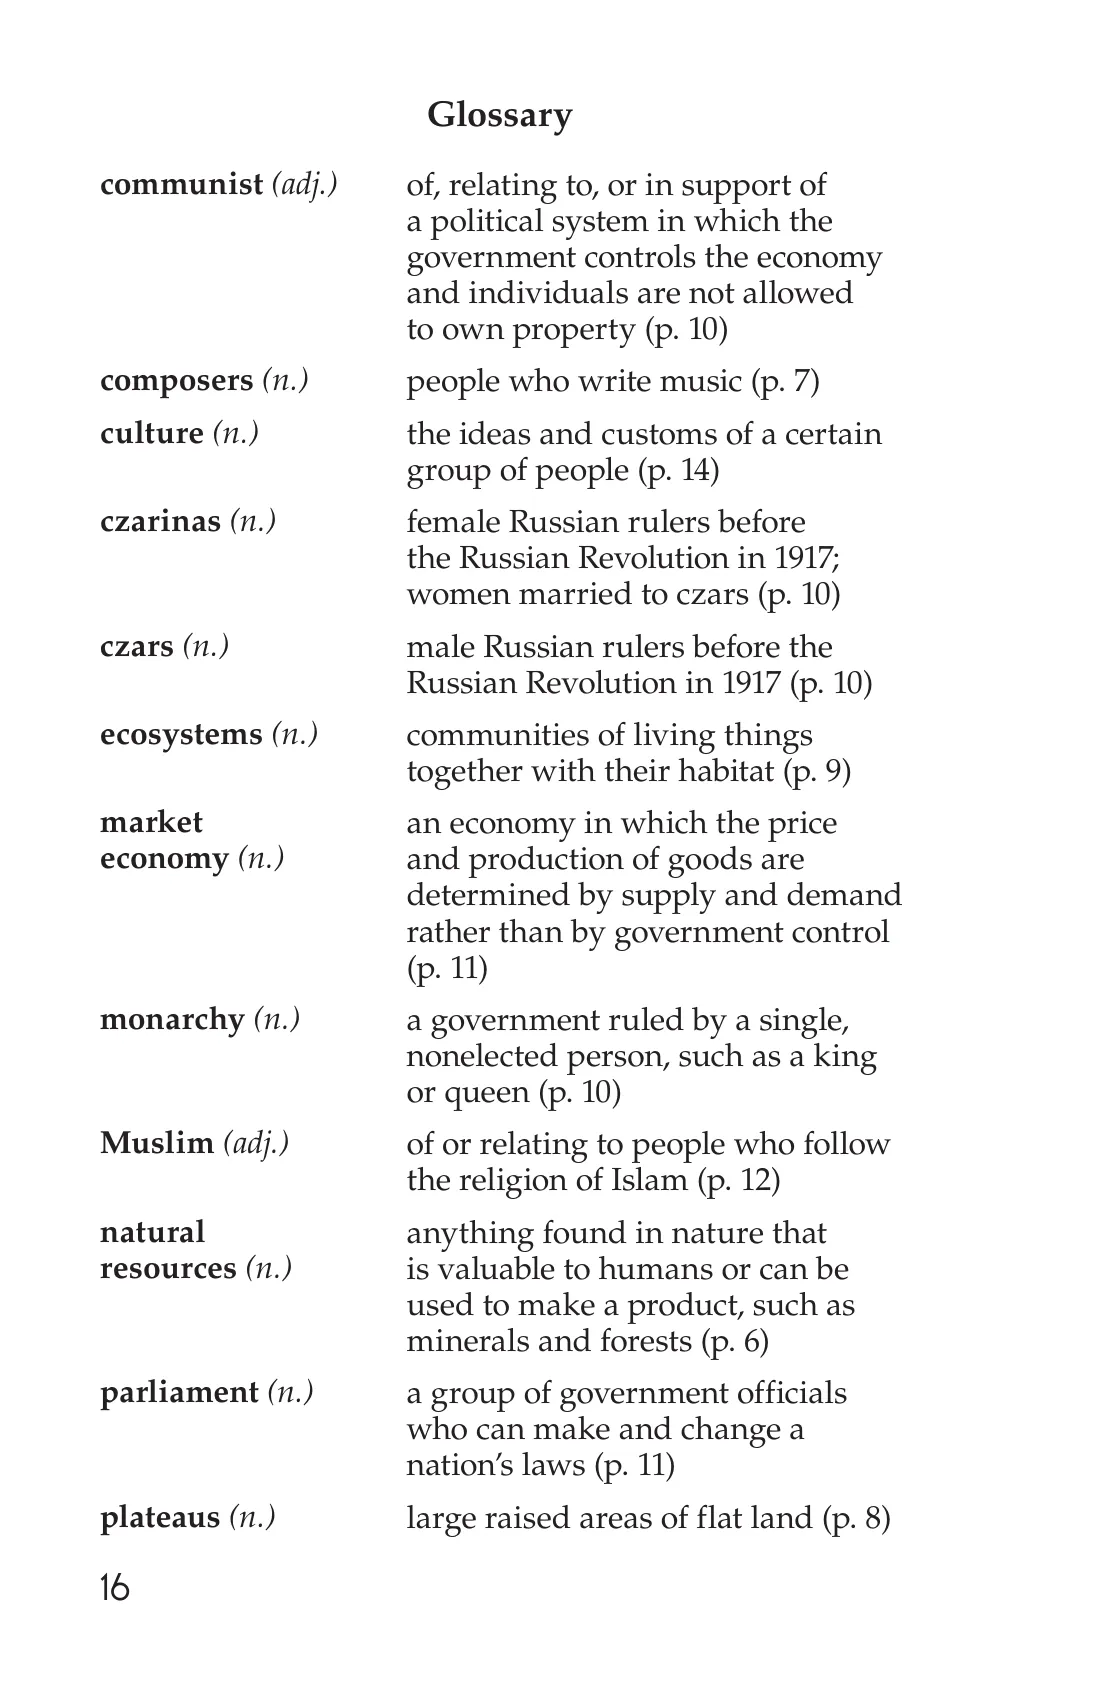 Glossary
communist (adj.) of, relating to, or in support of
a political system in which the
government controls the economy
and individuals are not allowed
to own property (p. 10)
composers (n.) people who write music (p. 7)
culture (n.) the ideas and customs of a certain
group of people (p. 14)
czarinas (n.) female Russian rulers before
the Russian Revolution in 1917;
women married to czars (p. 10)
czars (n.) male Russian rulers before the
Russian Revolution in 1917 (p. 10)
ecosystems (n.) communities of living things
together with their habitat (p. 9)
market an economy in which the price
economy (n.) and production of goods are
determined by supply and demand
rather than by government control
(p. 11)
monarchy (n.) a government ruled by a single,
nonelected person, such as a king
or queen (p. 10)
Muslim (adj.) of or relating to people who follow
the religion of Islam (p. 12)
natural anything found in nature that
resources (n.) is valuable to humans or can be
used to make a product, such as
minerals and forests (p. 6)
parliament (n.) a group of government officials
who can make and change a
nation’s laws (p. 11)
plateaus (n.) large raised areas of flat land (p. 8)
16